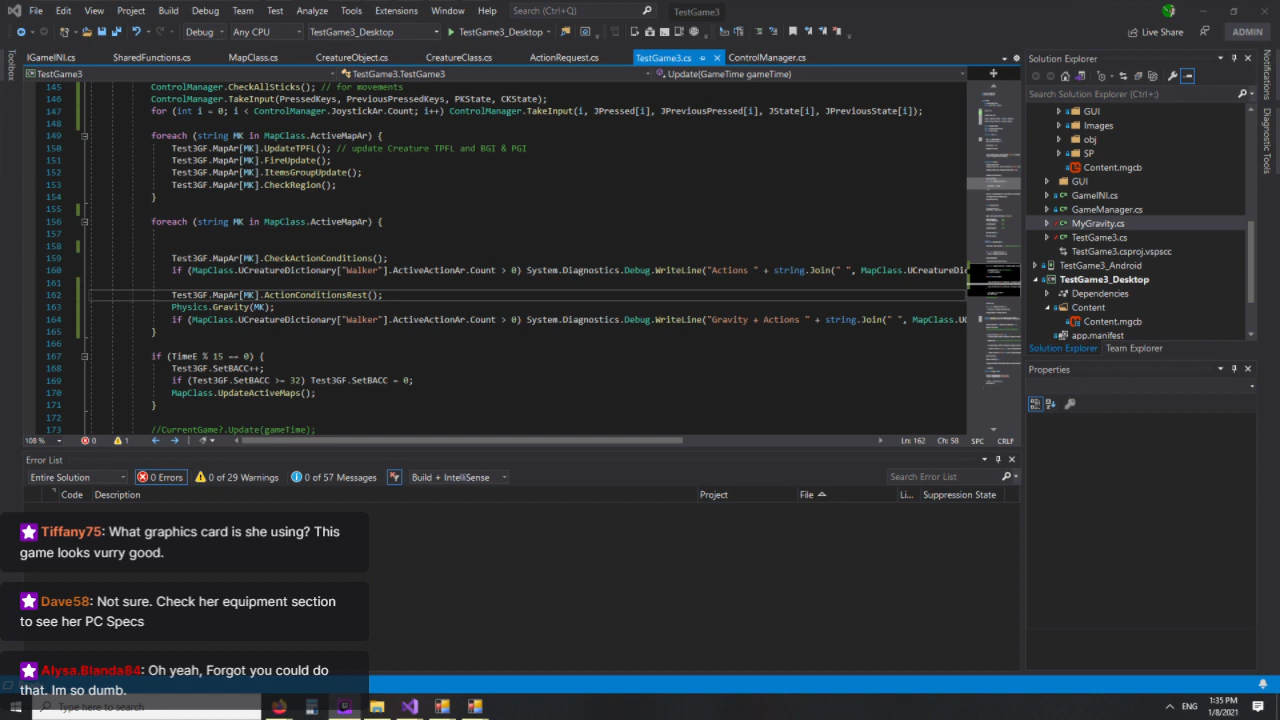 File Edit View Git Project Build Debug Team Test Analyze Tools Extensions Window Help Search (Ctrl+Q) TestGame3
Debug Any CPU TestGame3_Desktop TestGame3_Desktop Live Share ADMIN
IGameINI.cs SharedFunctions.cs MapClass.cs CreatureObject.cs CreatureClass.cs ActionRequest.cs TestGame3.cs ControlManager.cs
TestGame3 TestGame3.TestGame3 Update(GameTime gameTime)
145 ControlManager.CheckAllSticks(); // for movements
146 ControlManager.TakeInput(PressedKeys, PreviousPressedKeys, PKState, CKState);
147 for (int i = 0; i < ControlManager.Joysticker.Count; i++) ControlManager.TakeInput(i, JPressed[i], JPreviousPressed[i], JState[i], JPreviousState[i]);
148
149 foreach (string MK in MapClass.ActiveMapAr) {
150 Test3GF.MapAr[MK].UpdateTFL(); // update Creature TPFL and BGI & PGI
151 Test3GF.MapAr[MK].FireUpdate();
152 Test3GF.MapAr[MK].ItemsUpdate();
153 Test3GF.MapAr[MK].CheckVision();
154 }
155
156 foreach (string MK in MapClass.ActiveMapAr) {
157
158
159 Test3GF.MapAr[MK].CheckActionConditions();
160 if (MapClass.UCreatureDictionary["Walker"].ActiveActionAr.Count > 0) System.Diagnostics.Debug.WriteLine("Actions " + string.Join(" ", MapClass.UCreatureDic
161
162 Test3GF.MapAr[MK].ActionConditionsRest();
163 Physics.Gravity(MK);
164 if (MapClass.UCreatureDictionary["Walker"].ActiveActionAr.Count > 0) System.Diagnostics.Debug.WriteLine("Gravity + Actions " + string.Join(" ", MapClass.UC
165 }
166
167 if (TimeE % 15 == 0) {
168 Test3GF.SetBACC++;
169 if (Test3GF.SetBACC >= 8) Test3GF.SetBACC = 0;
170 MapClass.UpdateActiveMaps();
171 }
172
173 //CurrentGame?.Update(gameTime);
108 % 0 1 Ln: 162 Ch: 58 SPC CRLF
Error List
Entire Solution 0 Errors 0 of 29 Warnings 0 of 57 Messages Build + IntelliSense Search Error List
Code Description Project File Li... Suppression State
Tiffany75: What graphics card is she using? This
game looks vurry good.
Dave58: Not sure. Check her equipment section
to see her PC Specs
Alysa.Blanda84: Oh yeah, Forgot you could do
that. Im so dumb.
Toolbox
Solution Explorer
Search Solution Explorer (Ctrl+;)
GUI
Images
obj
SP
Content.mgcb
GUI
GameINI.cs
GameManager.cs
MyGravity.cs
TestGame3.cs
TestGame3.csproj.vspscc
TestGame3_Android
TestGame3_Desktop
Dependencies
Content
Content.mgcb
app.manifest
Solution Explorer Team Explorer
Properties
Notifications Diagnostic
Type here to search
ENG
1:35 PM
1/8/2021